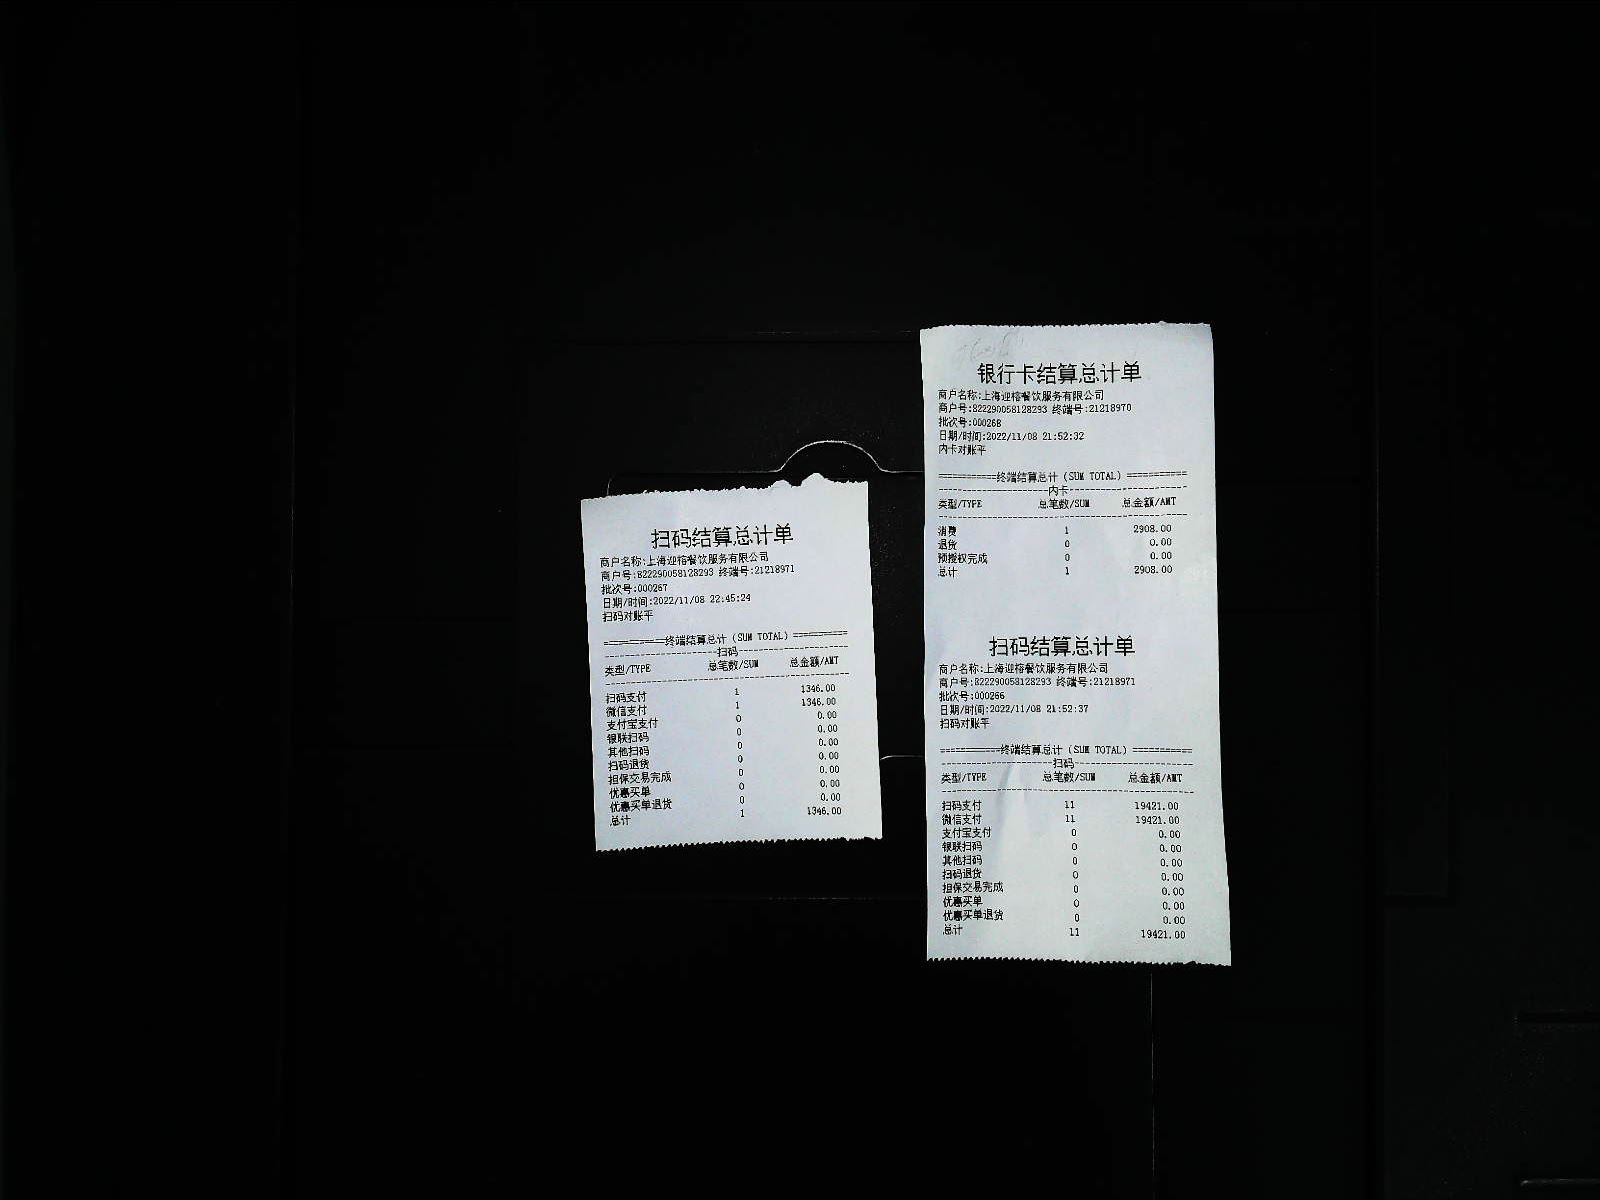 扫码结算总计单
商户名称:上海迎榕餐饮服务有限公司
商户号:822290058128293 终端号:21218971
批次号:000267
日期/时间:2022/11/08 22:45:24
扫码对账平
===========终端结算总计(SUM TOTAL)==========
----------------------扫码----------------------
类型/TYPE 总笔数/SUM 总金额/AMT
扫码支付 1 1346.00
微信支付 1 1346.00
支付宝支付 0 0.00
银联扫码 0 0.00
其他扫码 0 0.00
扫码退货 0 0.00
担保交易完成 0 0.00
优惠买单 0 0.00
优惠买单退货 0 0.00
总计 1 1346.00
银行卡结算总计单
商户名称:上海迎榕餐饮服务有限公司
商户号:822290058128293 终端号:21218970
批次号:000268
日期/时间:2022/11/08 21:52:32
内卡对账平
===========终端结算总计(SUM TOTAL)===========
----------------------内卡----------------------
类型/TYPE 总笔数/SUM 总金额/AMT
消费 1 2908.00
退货 0 0.00
预授权完成 0 0.00
总计 1 2908.00
扫码结算总计单
商户名称:上海迎榕餐饮服务有限公司
商户号:822290058128293 终端号:21218971
批次号:000266
日期/时间:2022/11/08 21:52:37
扫码对账平
===========终端结算总计(SUM TOTAL)===========
----------------------扫码----------------------
类型/TYPE 总笔数/SUM 总金额/AMT
扫码支付 11 19421.00
微信支付 11 19421.00
支付宝支付 0 0.00
银联扫码 0 0.00
其他扫码 0 0.00
扫码退货 0 0.00
担保交易完成 0 0.00
优惠买单 0 0.00
优惠买单退货 0 0.00
总计 11 19421.00